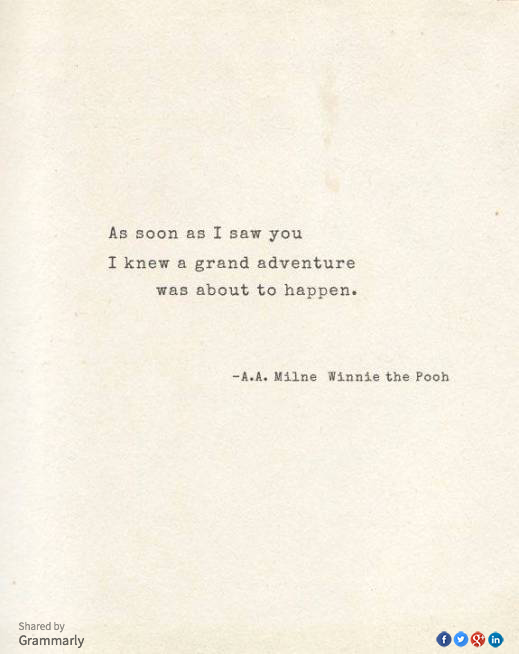 As soon as I saw you
I knew a grand adventure
was about to happen.
-A.A. Milne Winnie the Pooh
Shared by
Grammarly
f
g+
in